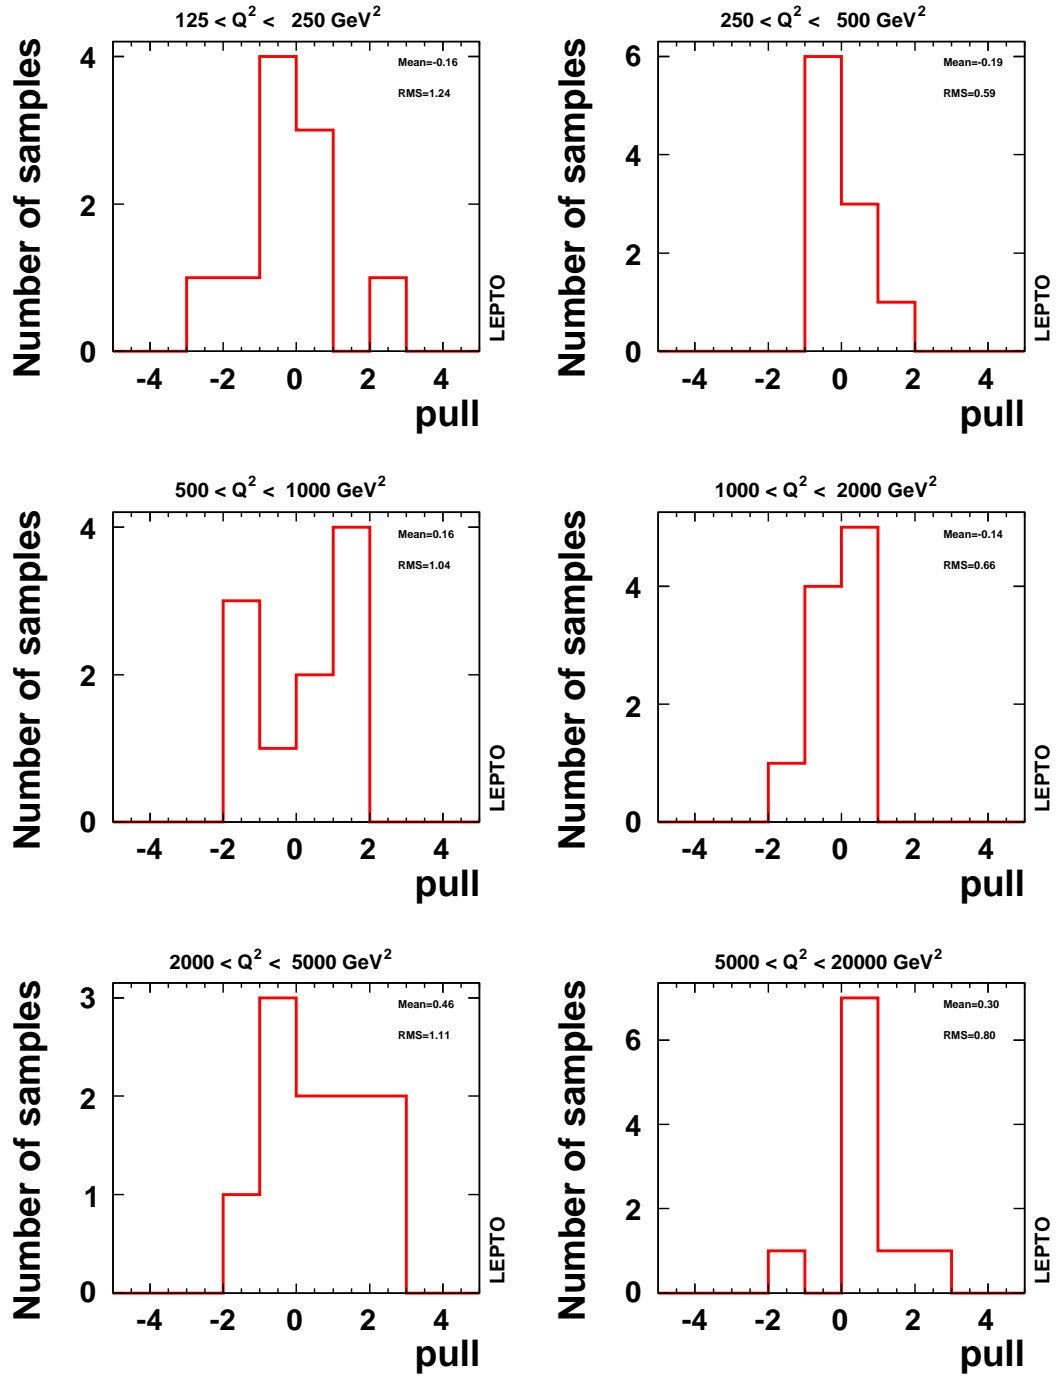 125 < Q² < 250 GeV²
Number of samples
4
2
0
Mean=-0.16
RMS=1.24
LEPTO
-4 -2 0 2 4
pull
250 < Q² < 500 GeV²
Number of samples
6
4
2
0
Mean=-0.19
RMS=0.59
LEPTO
-4 -2 0 2 4
pull
500 < Q² < 1000 GeV²
Number of samples
4
2
0
Mean=0.16
RMS=1.04
LEPTO
-4 -2 0 2 4
pull
1000 < Q² < 2000 GeV²
Number of samples
4
2
0
Mean=-0.14
RMS=0.66
LEPTO
-4 -2 0 2 4
pull
2000 < Q² < 5000 GeV²
Number of samples
3
2
1
0
Mean=0.46
RMS=1.11
LEPTO
-4 -2 0 2 4
pull
5000 < Q² < 20000 GeV²
Number of samples
6
4
2
0
Mean=0.30
RMS=0.80
LEPTO
-4 -2 0 2 4
pull